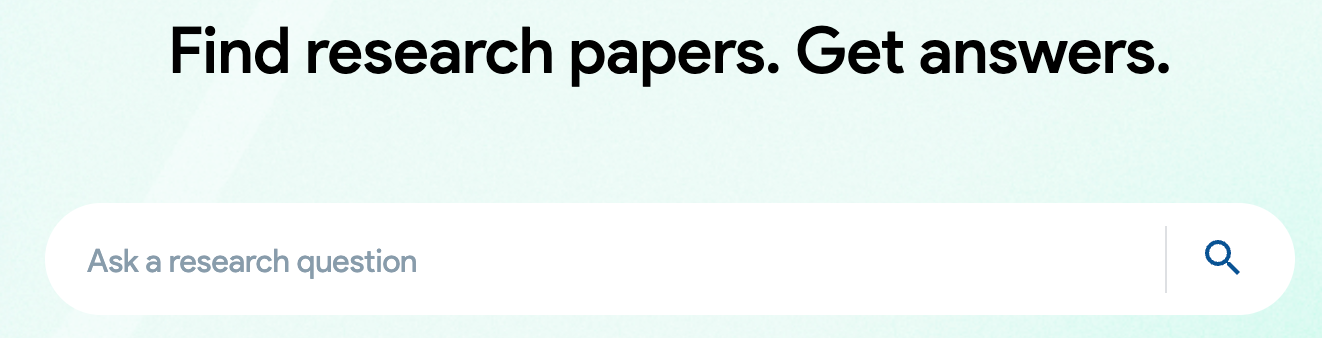 Find research papers. Get answers.
Ask a research question